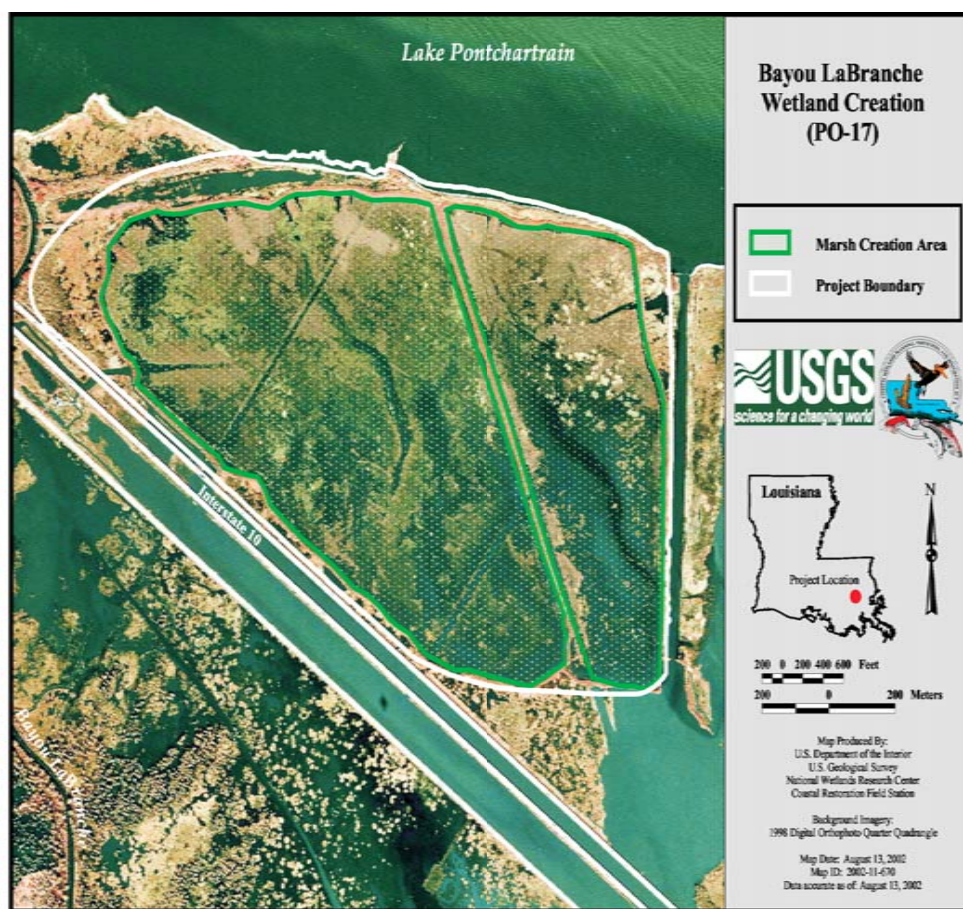 Lake Pontchartrain
Interstate 10
Bayou LaBranche
Bayou LaBranche
Wetland Creation
(PO-17)
Marsh Creation Area
Project Boundary
USGS
science for a changing world
Louisiana
N
Project Location
200 0 200 400 600 Feet
200 0 200 Meters
Map Produced By:
U.S. Department of the Interior
U.S. Geological Survey
National Wetlands Research Center
Coastal Restoration Field Station
Background Imagery:
1998 Digital Orthophoto Quarter Quadrangle
Map Date: August 13, 2002
Map ID: 2002-11-670
Data accurate as of: August 13, 2002